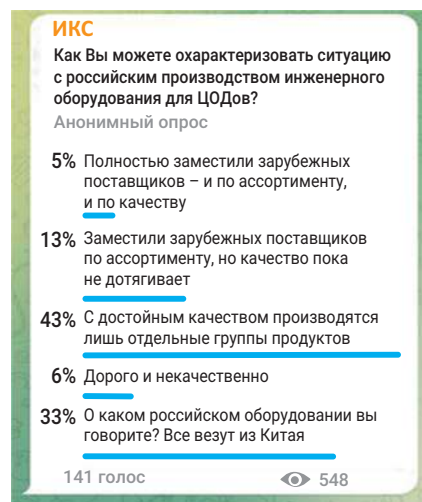 ИКС
Как Вы можете охарактеризовать ситуацию
с российским производством инженерного
оборудования для ЦОДов?
Анонимный опрос
5% Полностью заместили зарубежных
поставщиков – и по ассортименту,
и по качеству
13% Заместили зарубежных поставщиков
по ассортименту, но качество пока
не дотягивает
43% С достойным качеством производятся
лишь отдельные группы продуктов
6% Дорого и некачественно
33% О каком российском оборудовании вы
говорите? Все везут из Китая
141 голос 548